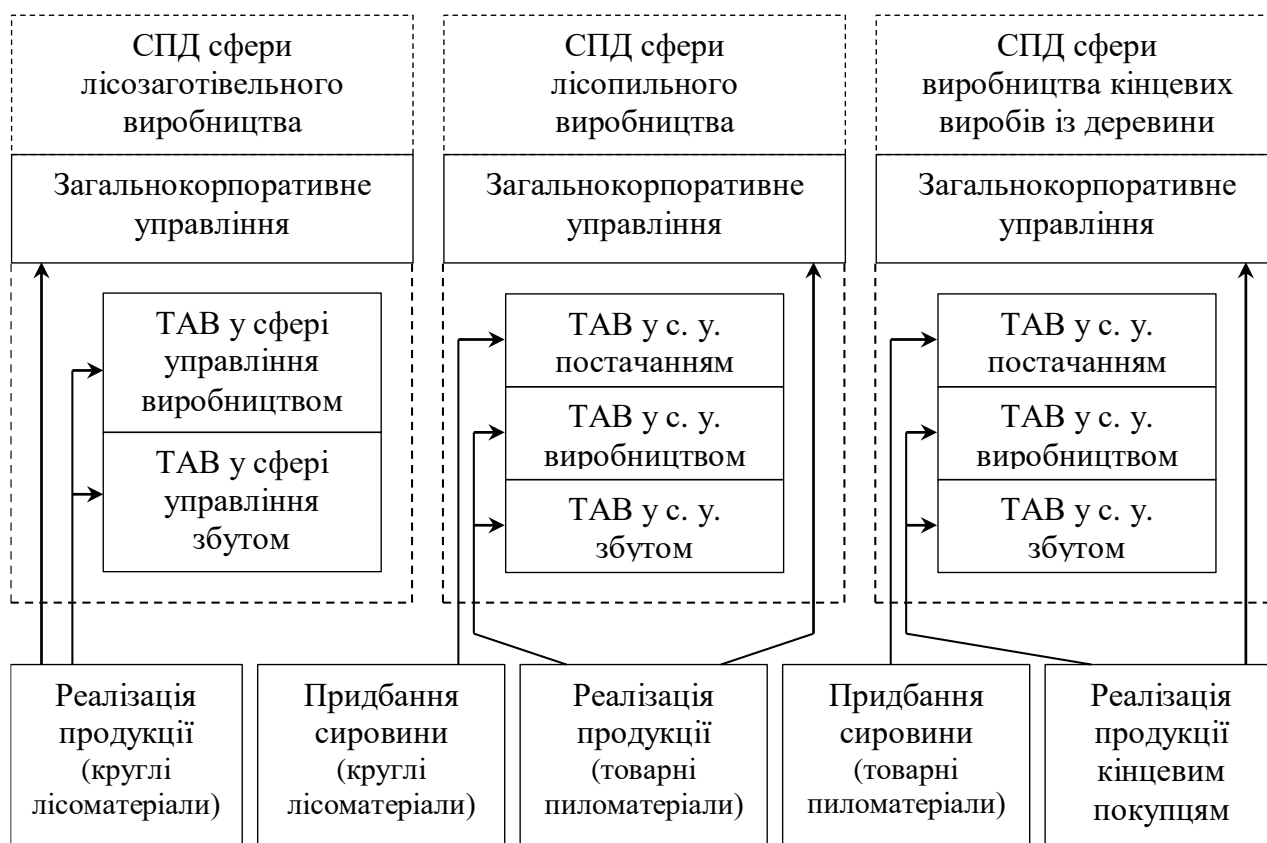 СПД сфери
лісозаготівельного
виробництва
Загальнокорпоративне
управління
ТАВ у сфері
управління
виробництвом
ТАВ у сфері
управління
збутом
СПД сфери
лісопильного
виробництва
Загальнокорпоративне
управління
ТАВ у с. у.
постачанням
ТАВ у с. у.
виробництвом
ТАВ у с. у.
збутом
СПД сфери
виробництва кінцевих
виробів із деревини
Загальнокорпоративне
управління
ТАВ у с. у.
постачанням
ТАВ у с. у.
виробництвом
ТАВ у с. у.
збутом
Реалізація
продукції
(круглі
лісоматеріали)
Придбання
сировини
(круглі
лісоматеріали)
Реалізація
продукції
(товарні
пиломатеріали)
Придбання
сировини
(товарні
пиломатеріали)
Реалізація
продукції
кінцевим
покупцям